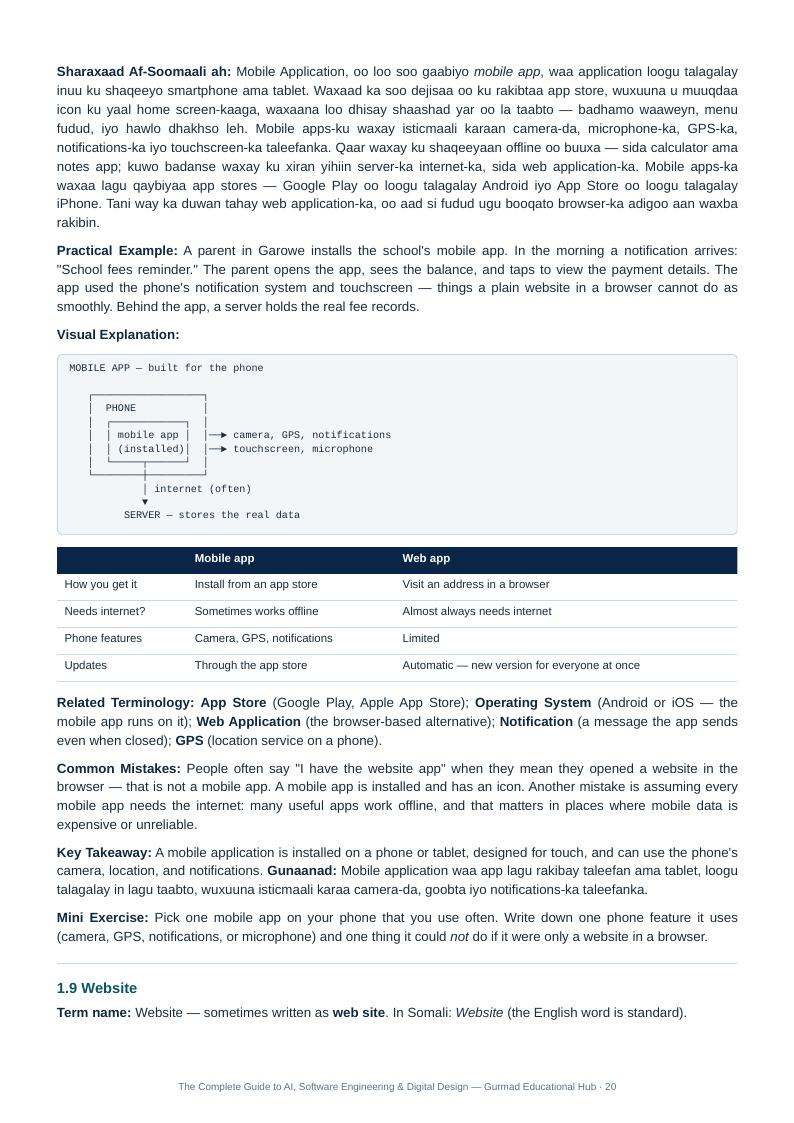 Sharaxaad Af-Soomaali ah: Mobile Application, oo loo soo gaabiyo mobile app, waa application loogu talagalay
inuu ku shaqeeyo smartphone ama tablet. Waxaad ka soo dejisaa oo ku rakibtaa app store, wuxuuna u muuqdaa
icon ku yaal home screen-kaaga, waxaana loo dhisay shaashad yar oo la taabto — badhamo waaweyn, menu
fudud, iyo hawlo dhakhso leh. Mobile apps-ku waxay isticmaali karaan camera-da, microphone-ka, GPS-ka,
notifications-ka iyo touchscreen-ka taleefanka. Qaar waxay ku shaqeeyaan offline oo buuxa — sida calculator ama
notes app; kuwo badanse waxay ku xiran yihiin server-ka internet-ka, sida web application-ka. Mobile apps-ka
waxaa lagu qaybiyaa app stores — Google Play oo loogu talagalay Android iyo App Store oo loogu talagalay
iPhone. Tani way ka duwan tahay web application-ka, oo aad si fudud ugu booqato browser-ka adigoo aan waxba
rakibin.
Practical Example: A parent in Garowe installs the school's mobile app. In the morning a notification arrives:
"School fees reminder." The parent opens the app, sees the balance, and taps to view the payment details. The
app used the phone's notification system and touchscreen — things a plain website in a browser cannot do as
smoothly. Behind the app, a server holds the real fee records.
Visual Explanation:
MOBILE APP — built for the phone
PHONE
mobile app → camera, GPS, notifications
(installed) → touchscreen, microphone
internet (often)
▼
SERVER — stores the real data
Mobile app Web app
How you get it Install from an app store Visit an address in a browser
Needs internet? Sometimes works offline Almost always needs internet
Phone features Camera, GPS, notifications Limited
Updates Through the app store Automatic — new version for everyone at once
Related Terminology: App Store (Google Play, Apple App Store); Operating System (Android or iOS — the
mobile app runs on it); Web Application (the browser-based alternative); Notification (a message the app sends
even when closed); GPS (location service on a phone).
Common Mistakes: People often say "I have the website app" when they mean they opened a website in the
browser — that is not a mobile app. A mobile app is installed and has an icon. Another mistake is assuming every
mobile app needs the internet: many useful apps work offline, and that matters in places where mobile data is
expensive or unreliable.
Key Takeaway: A mobile application is installed on a phone or tablet, designed for touch, and can use the phone's
camera, location, and notifications. Gunaanad: Mobile application waa app lagu rakibay taleefan ama tablet, loogu
talagalay in lagu taabto, wuxuuna isticmaali karaa camera-da, goobta iyo notifications-ka taleefanka.
Mini Exercise: Pick one mobile app on your phone that you use often. Write down one phone feature it uses
(camera, GPS, notifications, or microphone) and one thing it could not do if it were only a website in a browser.
1.9 Website
Term name: Website — sometimes written as web site. In Somali: Website (the English word is standard).
The Complete Guide to AI, Software Engineering & Digital Design — Gurmad Educational Hub · 20